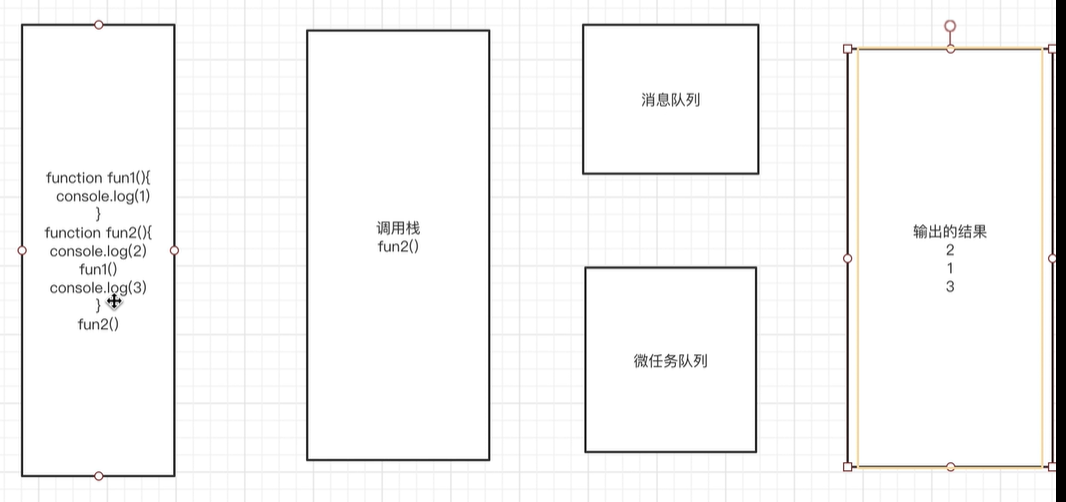 function fun1(){
console.log(1)
}
function fun2(){
console.log(2)
fun1()
console.log(3)
}
fun2()
调用栈
fun2()
消息队列
微任务队列
输出的结果
2
1
3